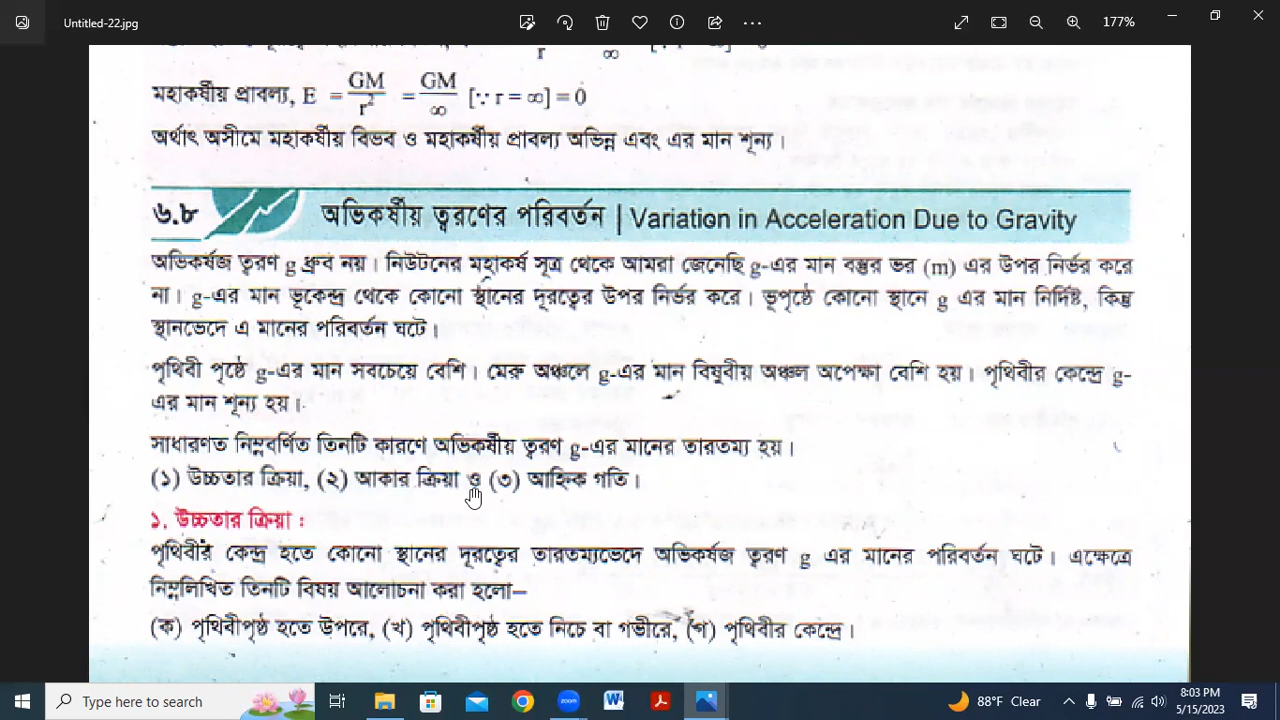 Untitled-22.jpg
177%
r ∞
মহাকর্ষীয় প্রাবল্য, E = GM/r² = GM/∞ [∵ r = ∞] = 0
অর্থাৎ অসীমে মহাকর্ষীয় বিভব ও মহাকর্ষীয় প্রাবল্য অভিন্ন এবং এর মান শূন্য।
৬.৮ অভিকর্ষীয় ত্বরণের পরিবর্তন | Variation in Acceleration Due to Gravity
অভিকর্ষজ ত্বরণ g ধ্রুব নয়। নিউটনের মহাকর্ষ সূত্র থেকে আমরা জেনেছি g-এর মান বস্তুর ভর (m) এর উপর নির্ভর করে
না। g-এর মান ভূকেন্দ্র থেকে কোনো স্থানের দূরত্বের উপর নির্ভর করে। ভূপৃষ্ঠে কোনো স্থানে g এর মান নির্দিষ্ট, কিন্তু
স্থানভেদে এ মানের পরিবর্তন ঘটে।
পৃথিবী পৃষ্ঠে g-এর মান সবচেয়ে বেশি। মেরু অঞ্চলে g-এর মান বিষুবীয় অঞ্চল অপেক্ষা বেশি হয়। পৃথিবীর কেন্দ্রে g-
এর মান শূন্য হয়।
সাধারণত নিম্নবর্ণিত তিনটি কারণে অভিকর্ষীয় ত্বরণ g-এর মানের তারতম্য হয়।
(১) উচ্চতার ক্রিয়া, (২) আকার ক্রিয়া ও (৩) আহ্নিক গতি।
১. উচ্চতার ক্রিয়া :
পৃথিবীর কেন্দ্র হতে কোনো স্থানের দূরত্বের তারতম্যভেদে অভিকর্ষজ ত্বরণ g এর মানের পরিবর্তন ঘটে। এক্ষেত্রে
নিম্নলিখিত তিনটি বিষয় আলোচনা করা হলো–
(ক) পৃথিবীপৃষ্ঠ হতে উপরে, (খ) পৃথিবীপৃষ্ঠ হতে নিচে বা গভীরে, (গ) পৃথিবীর কেন্দ্রে।
Type here to search
zoom
88°F Clear
8:03 PM
5/15/2023